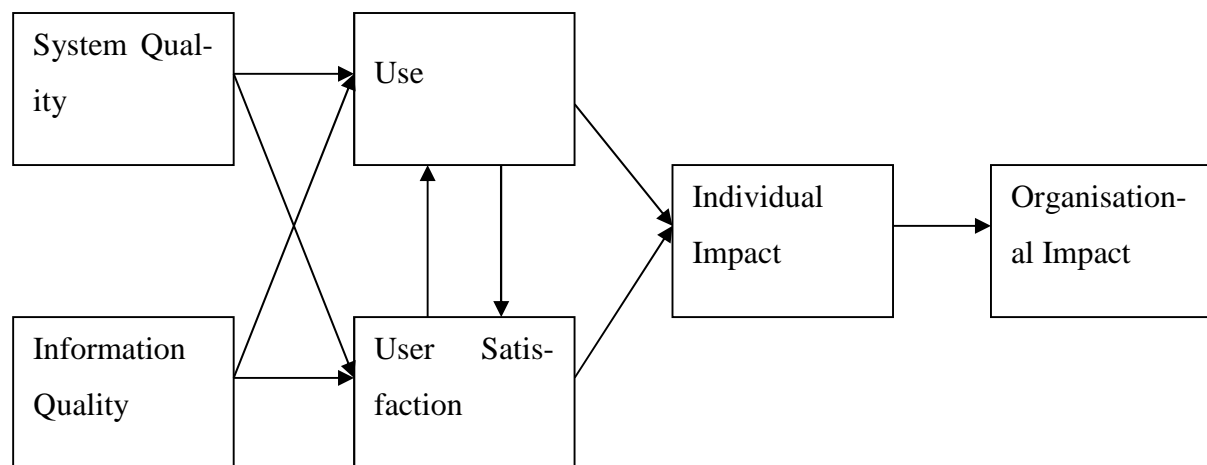 System Qual-
ity
Use
Individual
Impact
Organisation-
al Impact
Information
Quality
User Satis-
faction